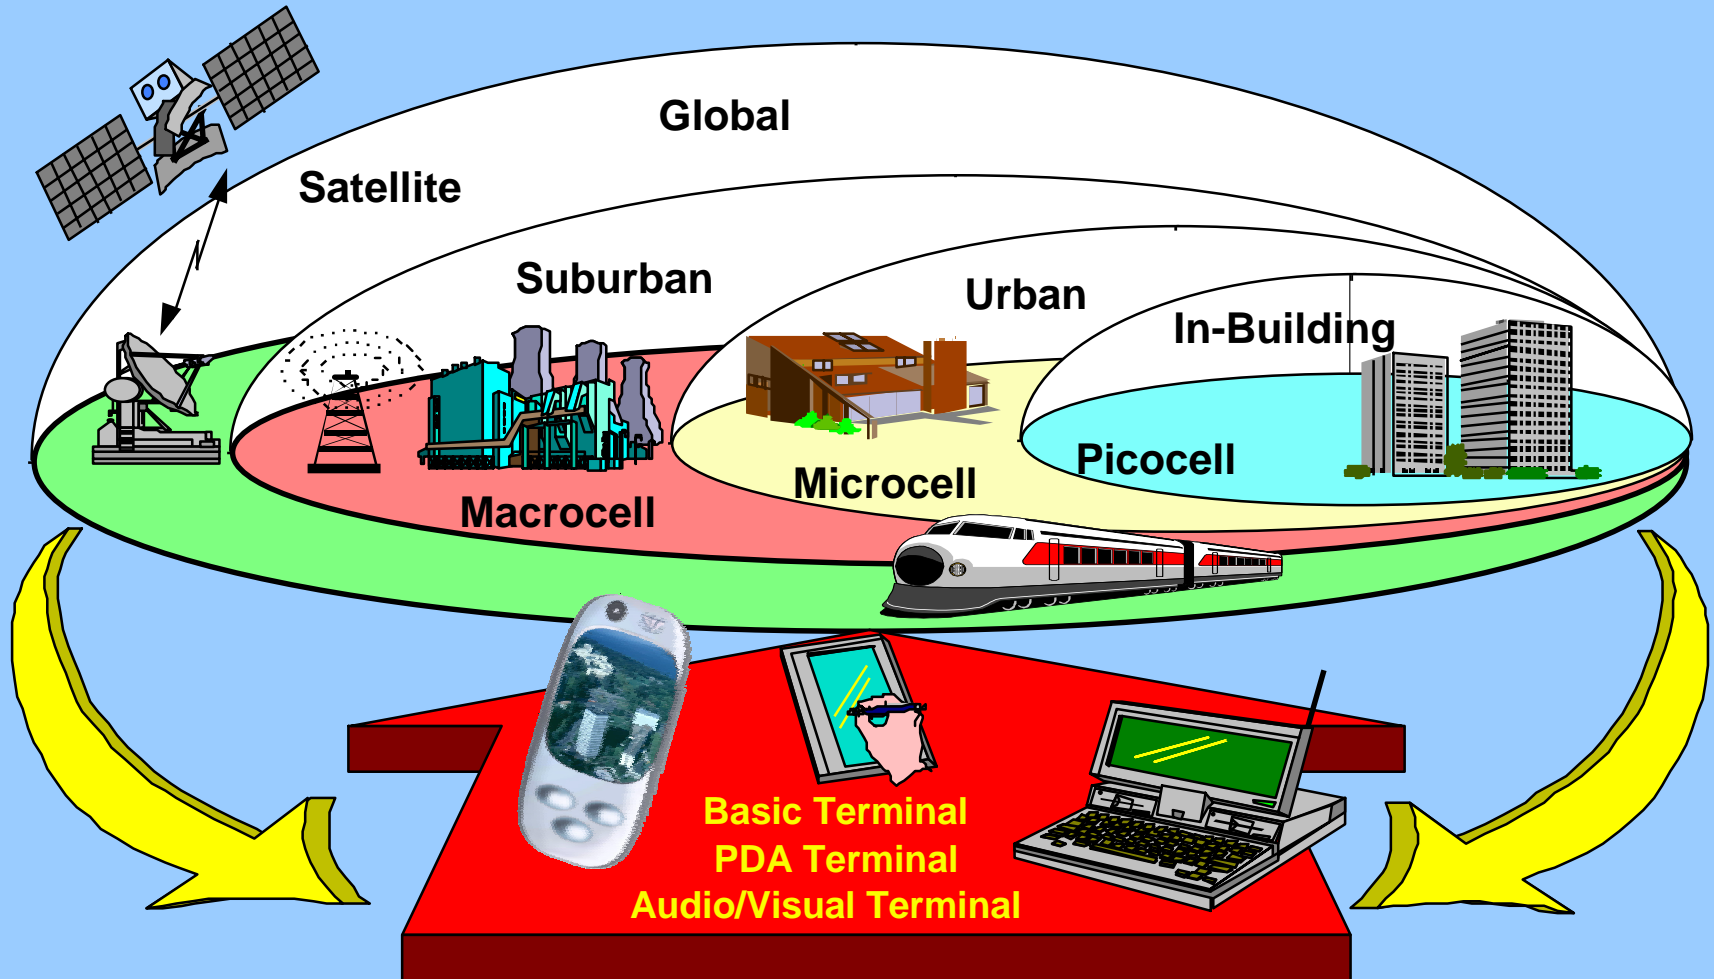 Global
Satellite
Suburban
Urban
In-Building
Picocell
Microcell
Macrocell
Basic Terminal
PDA Terminal
Audio/Visual Terminal